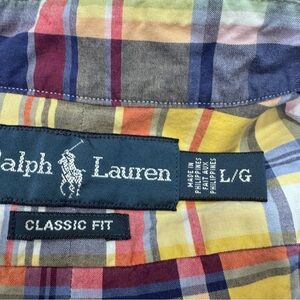 Ralph Lauren
MADE IN
PHILIPPINES
FAIT AUX
PHILIPPINES
L/G
CLASSIC FIT